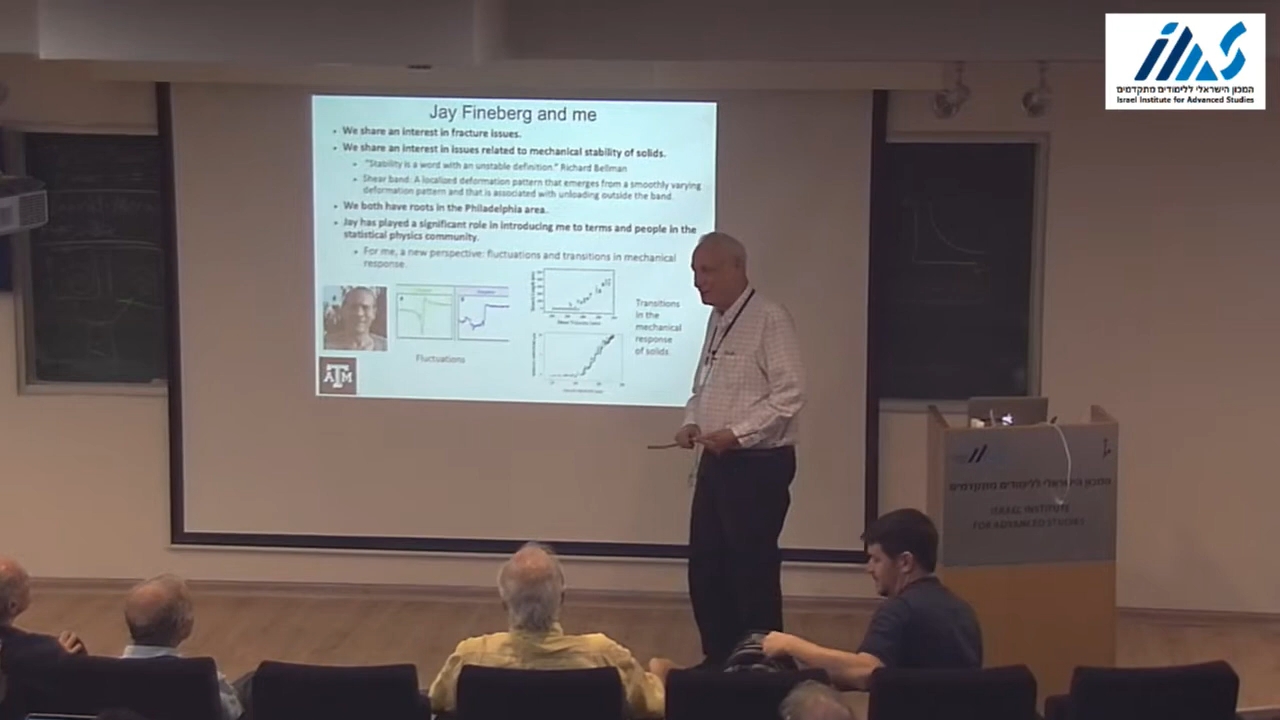 ias
המכון הישראלי ללימודים מתקדמים
Israel Institute for Advanced Studies
Jay Fineberg and me
• We share an interest in fracture issues.
• We share an interest in issues related to mechanical stability of solids.
• "Stability is a word with an unstable definition." Richard Bellman
• Shear band: A localized deformation pattern that emerges from a smoothly varying
deformation pattern and that is associated with unloading outside the band.
• We both have roots in the Philadelphia area..
• Jay has played a significant role in introducing me to terms and people in the
statistical physics community.
• For me, a new perspective: fluctuations and transitions in mechanical
response.
Fluctuations
Transitions
in the
mechanical
response
of solids
ATM
המכון הישראלי ללימודים מתקדמים
ISRAEL INSTITUTE
FOR ADVANCED STUDIES